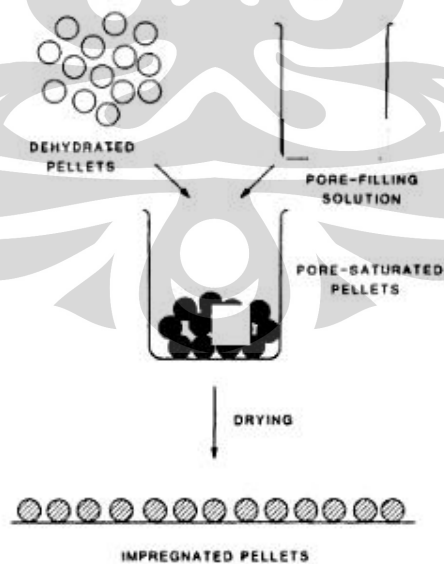 DEHYDRATED
PELLETS
PORE-FILLING
SOLUTION
PORE-SATURATED
PELLETS
DRYING
IMPREGNATED PELLETS